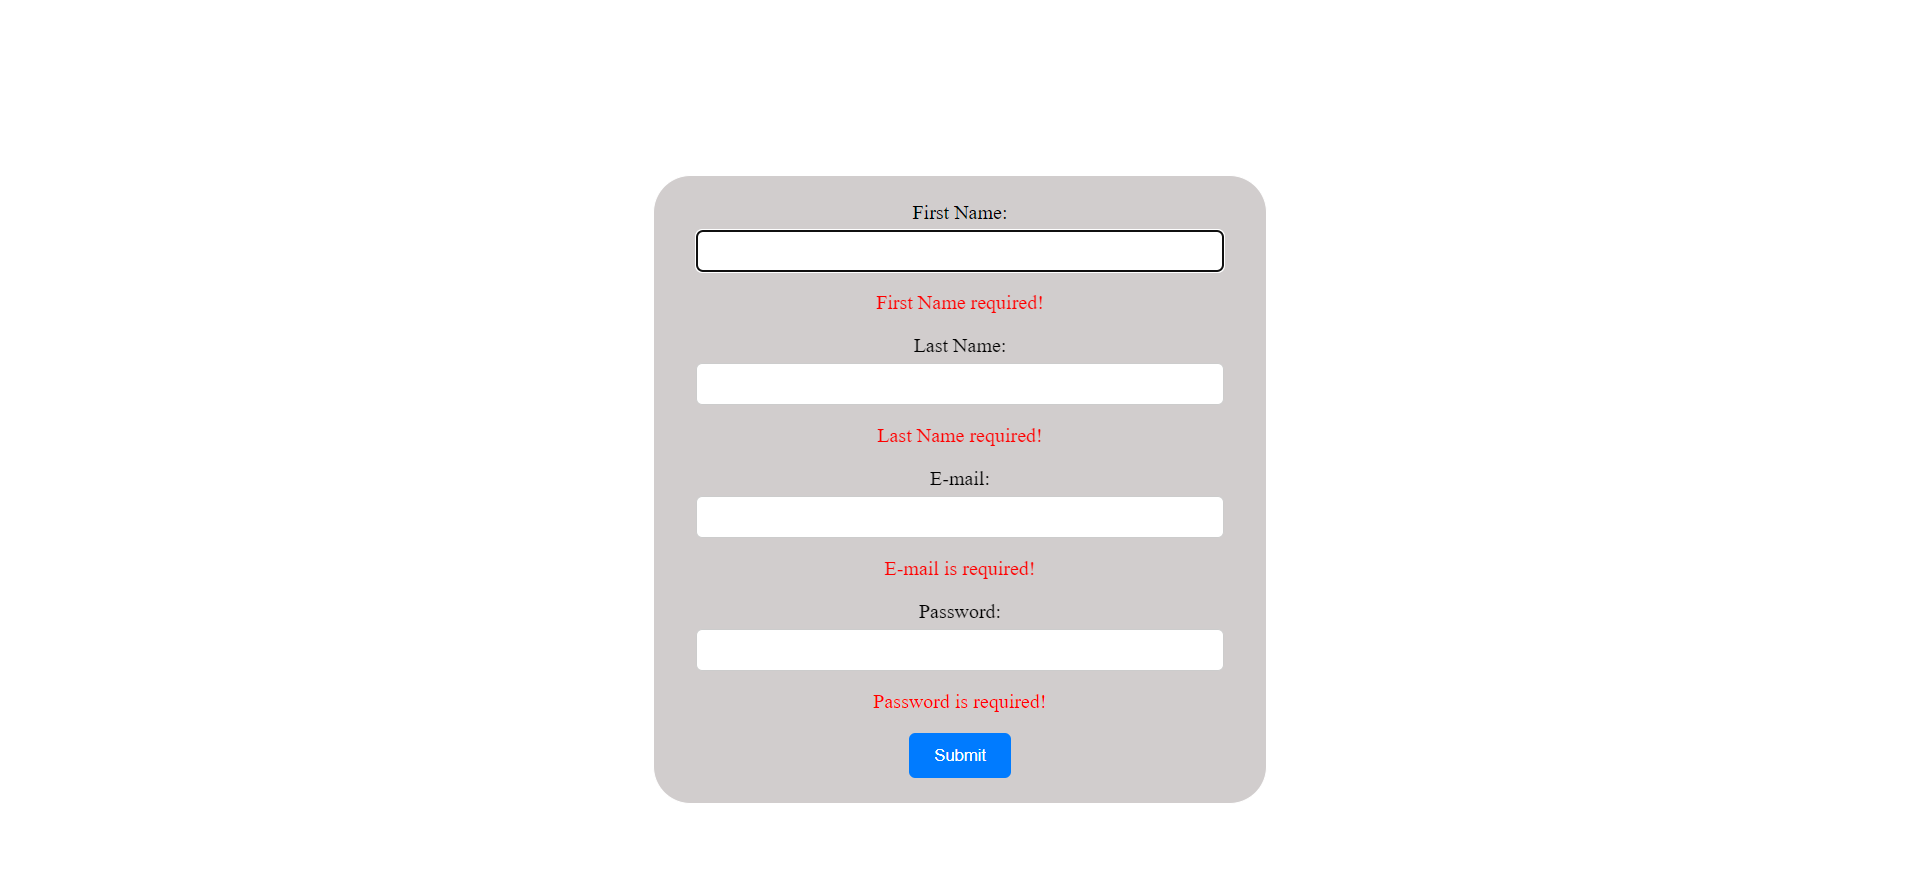 First Name:
First Name required!
Last Name:
Last Name required!
E-mail:
E-mail is required!
Password:
Password is required!
Submit